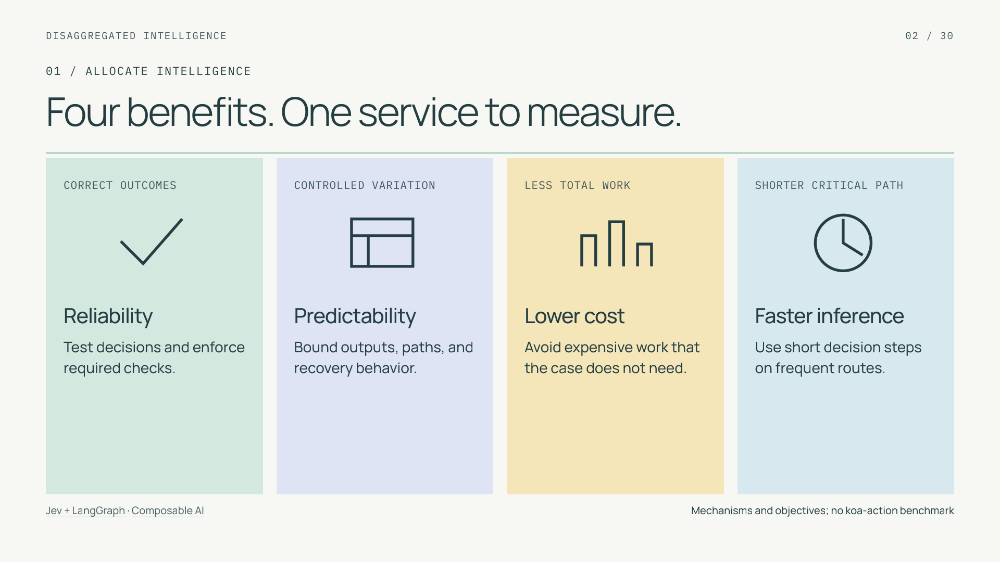 DISAGGREGATED INTELLIGENCE
02 / 30
01 / ALLOCATE INTELLIGENCE
Four benefits. One service to measure.
CORRECT OUTCOMES
Reliability
Test decisions and enforce
required checks.
CONTROLLED VARIATION
Predictability
Bound outputs, paths, and
recovery behavior.
LESS TOTAL WORK
Lower cost
Avoid expensive work that
the case does not need.
SHORTER CRITICAL PATH
Faster inference
Use short decision steps
on frequent routes.
Jev + LangGraph · Composable AI
Mechanisms and objectives; no koa-action benchmark